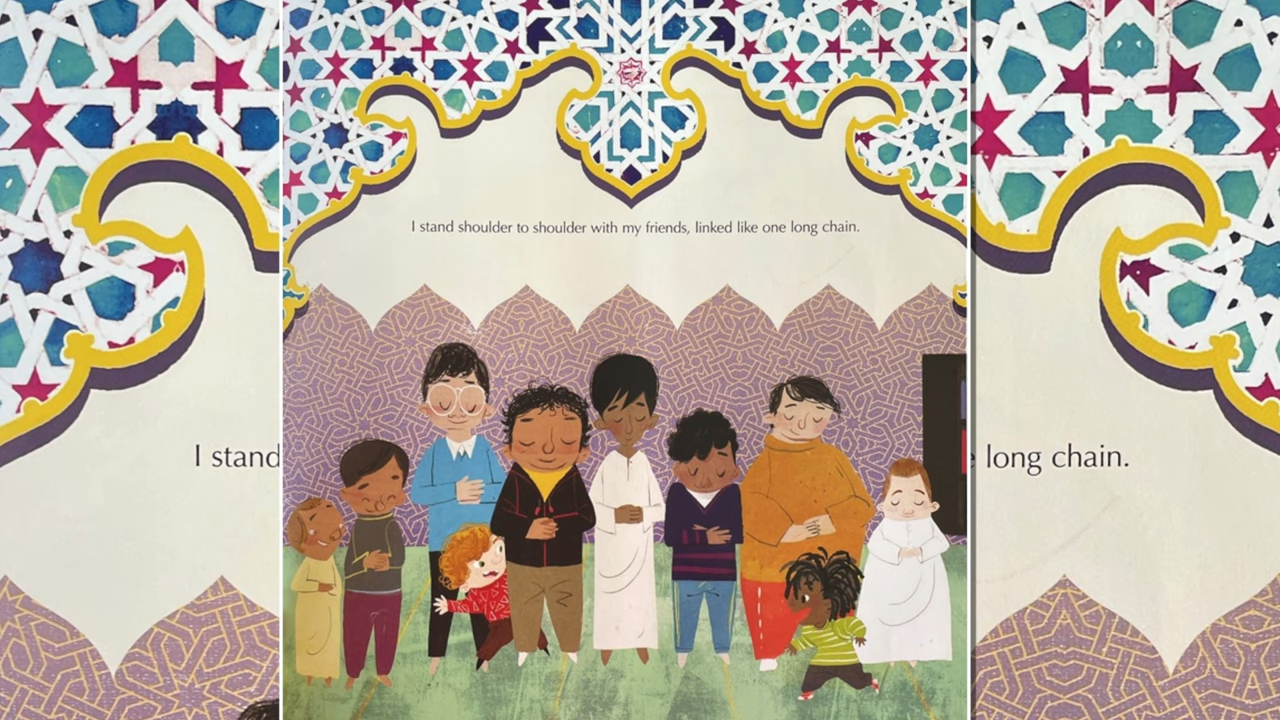 I stand shoulder to shoulder with my friends, linked like one long chain.
I stand
e long chain.